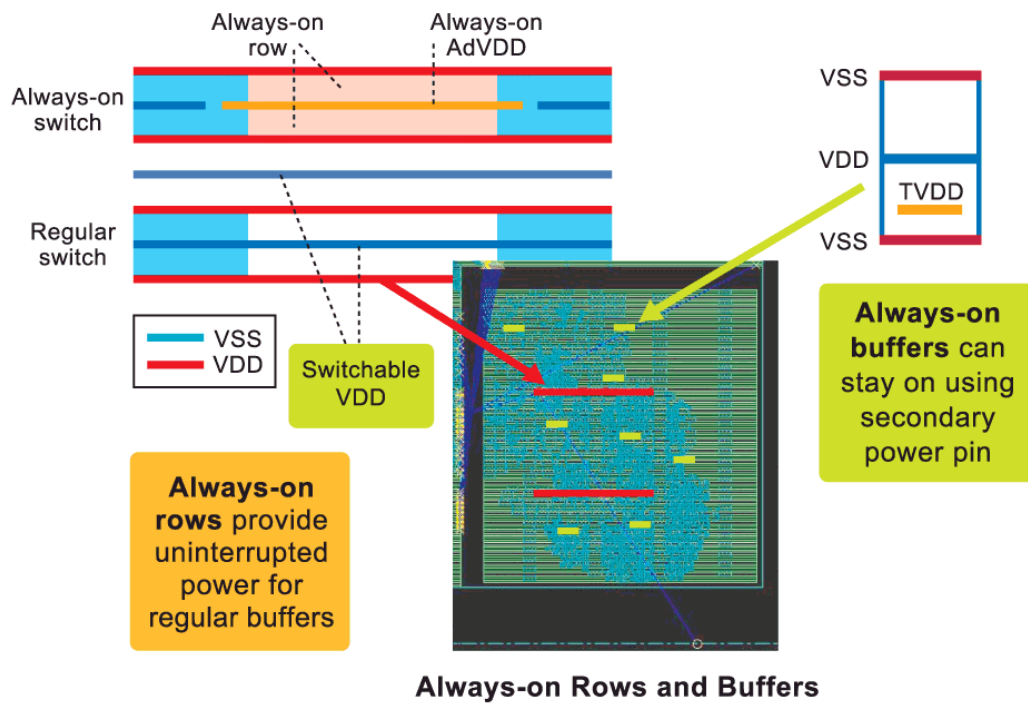 Always-on
row
Always-on
AdVDD
Always-on
switch
Regular
switch
VSS
VDD
Switchable
VDD
VSS
VDD
TVDD
VSS
Always-on
buffers can
stay on using
secondary
power pin
Always-on
rows provide
uninterrupted
power for
regular buffers
Always-on Rows and Buffers